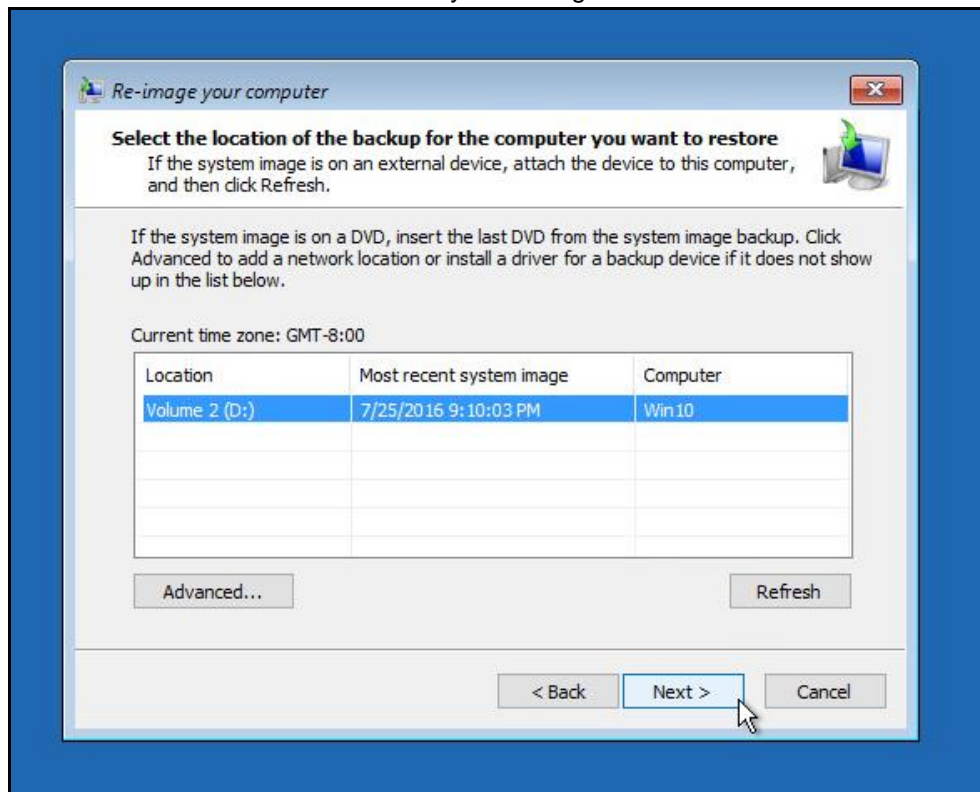 Re-image your computer
Select the location of the backup for the computer you want to restore
If the system image is on an external device, attach the device to this computer,
and then click Refresh.
If the system image is on a DVD, insert the last DVD from the system image backup. Click
Advanced to add a network location or install a driver for a backup device if it does not show
up in the list below.
Current time zone: GMT-8:00
Location Most recent system image Computer
Volume 2 (D:) 7/25/2016 9:10:03 PM Win10
Advanced... Refresh
< Back Next > Cancel